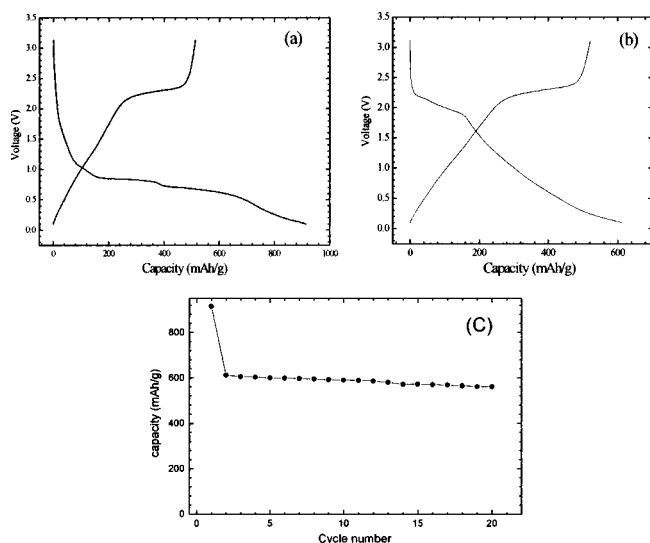 (a)
3.5
3.0
2.5
2.0
1.5
1.0
0.5
0.0
Voltage (V)
0 200 400 600 800 1000
Capacity (mAh/g)
(b)
3.5
3.0
2.5
2.0
1.5
1.0
0.5
0.0
Voltage (V)
0 200 400 600
Capacity (mAh/g)
(C)
800
600
400
200
0
capacity (mAh/g)
0 5 10 15 20
Cycle number